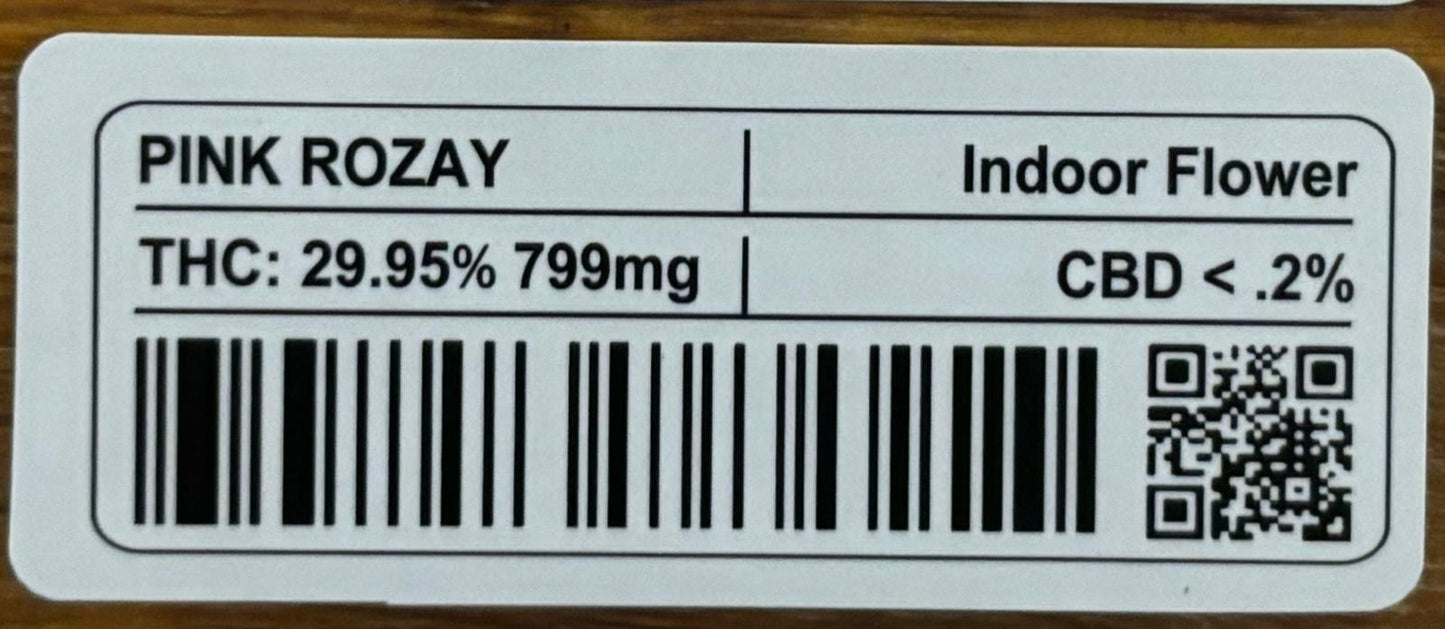 PINK ROZAY
Indoor Flower
THC: 29.95% 799mg
CBD < .2%